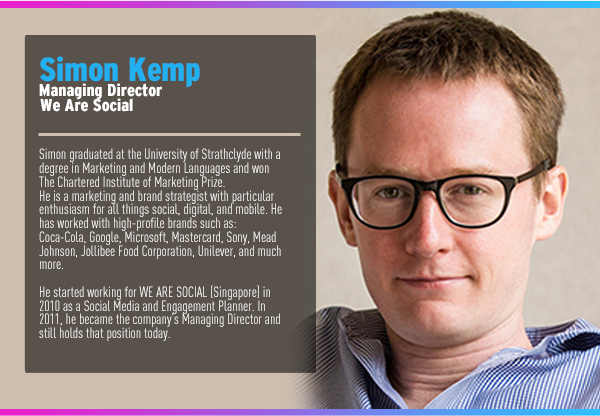 Simon Kemp
Managing Director
We Are Social
Simon graduated at the University of Strathclyde with a
degree in Marketing and Modern Languages and won
The Chartered Institute of Marketing Prize.
He is a marketing and brand strategist with particular
enthusiasm for all things social, digital, and mobile. He
has worked with high-profile brands such as:
Coca-Cola, Google, Microsoft, Mastercard, Sony, Mead
Johnson, Jollibee Food Corporation, Unilever, and much
more.
He started working for WE ARE SOCIAL (Singapore) in
2010 as a Social Media and Engagement Planner. In
2011, he became the company's Managing Director and
still holds that position today.